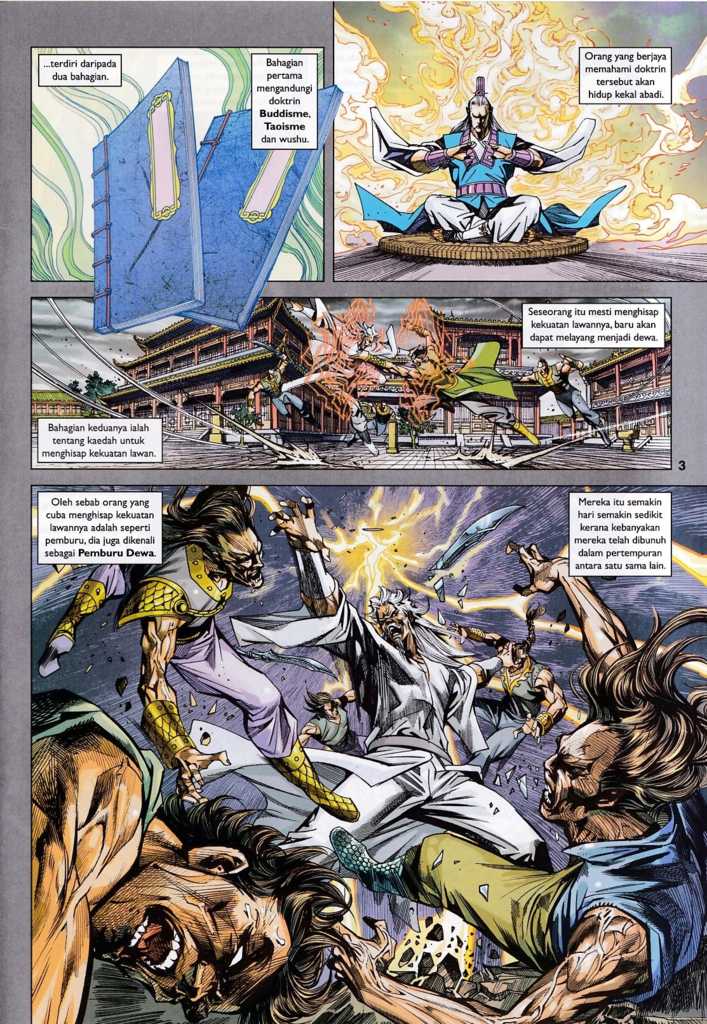 ...terdiri daripada
dua bahagian.
Bahagian
pertama
mengandungi
doktrin
Buddisme,
Taoisme
dan wushu.
Orang yang berjaya
memahami doktrin
tersebut akan
hidup kekal abadi.
Seseorang itu mesti menghisap
kekuatan lawannya, baru akan
dapat melayang menjadi dewa.
Bahagian keduanya ialah
tentang kaedah untuk
menghisap kekuatan lawan.
3
Oleh sebab orang yang
cuba menghisap kekuatan
lawannya adalah seperti
pemburu, dia juga dikenali
sebagai Pemburu Dewa.
Mereka itu semakin
hari semakin sedikit
kerana kebanyakan
mereka telah dibunuh
dalam pertempuran
antara satu sama lain.